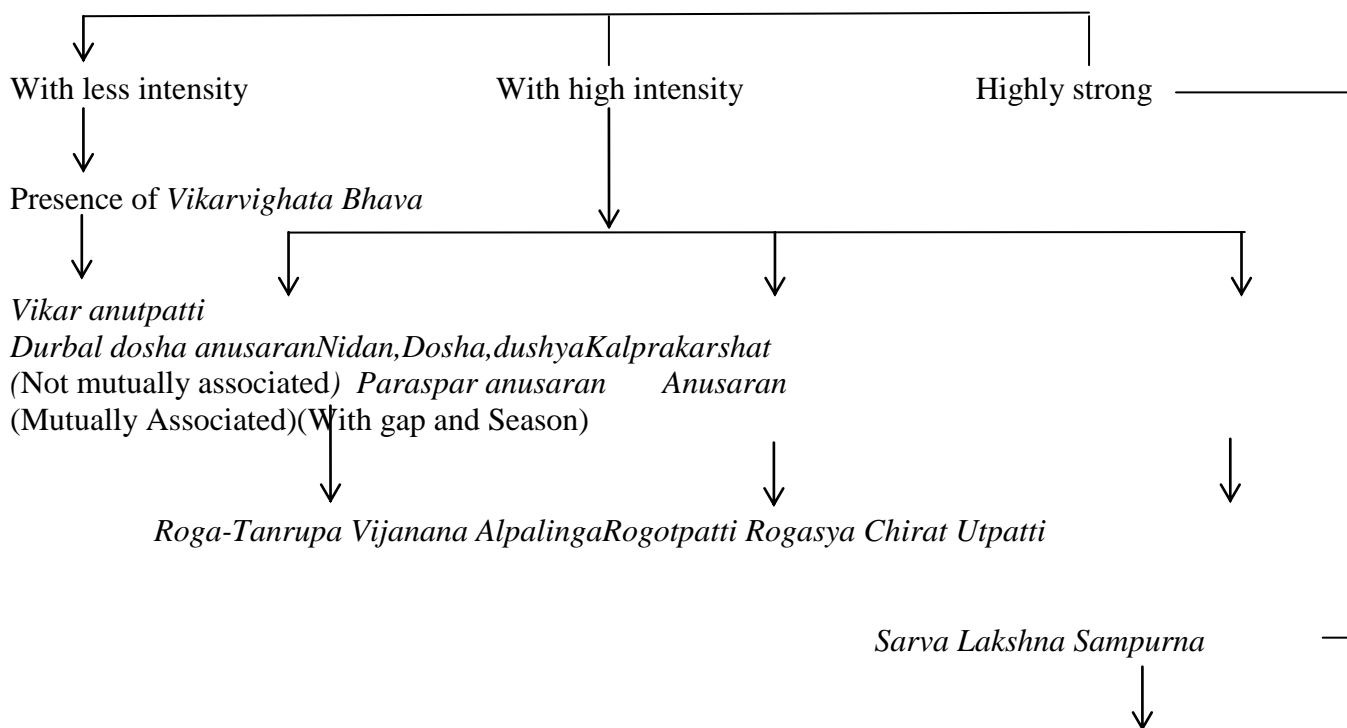 With less intensity With high intensity Highly strong
Presence of Vikarvighata Bhava
Vikar anutpatti
Durbal dosha anusaranNidan,Dosha,dushyaKalprakarshat
(Not mutually associated) Paraspar anusaran Anusaran
(Mutually Associated)(With gap and Season)
Roga-Tanrupa Vijanana AlpalingaRogotpatti Rogasya Chirat Utpatti
Sarva Lakshna Sampurna